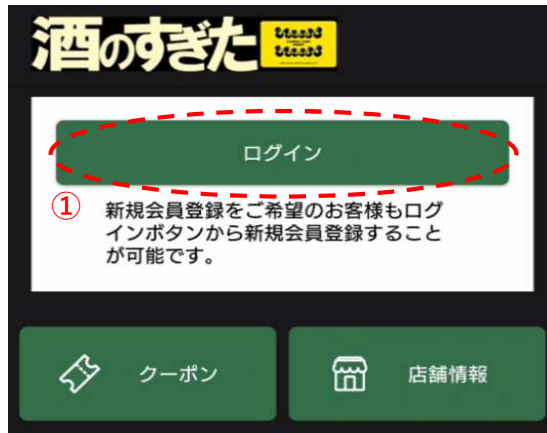 酒のすぎた
ログイン
①
新規会員登録をご希望のお客様もログ
インボタンから新規会員登録すること
が可能です。
クーポン
店舗情報